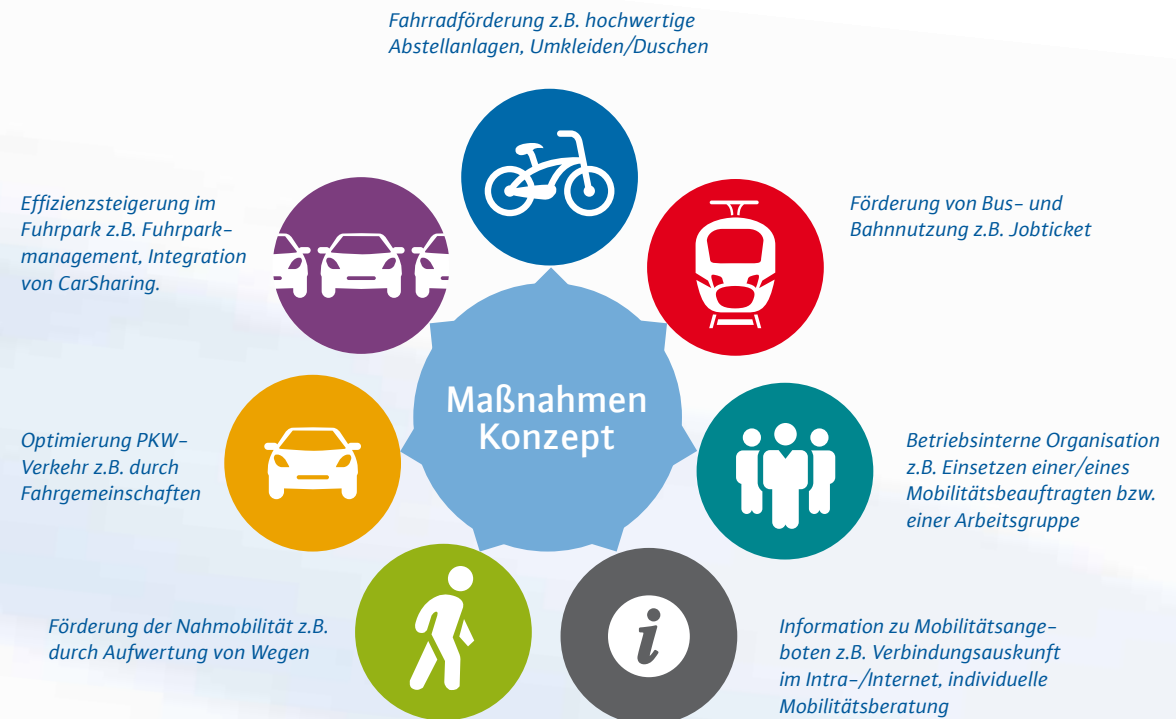 Fahrradförderung z.B. hochwertige
Abstellanlagen, Umkleiden/Duschen
Effizienzsteigerung im
Fuhrpark z.B. Fuhrpark-
management, Integration
von CarSharing.
Förderung von Bus- und
Bahnnutzung z.B. Jobticket
Maßnahmen
Konzept
Optimierung PKW-
Verkehr z.B. durch
Fahrgemeinschaften
Betriebsinterne Organisation
z.B. Einsetzen einer/eines
Mobilitätsbeauftragten bzw.
einer Arbeitsgruppe
Förderung der Nahmobilität z.B.
durch Aufwertung von Wegen
i
Information zu Mobilitätsange-
boten z.B. Verbindungsauskunft
im Intra-/Internet, individuelle
Mobilitätsberatung